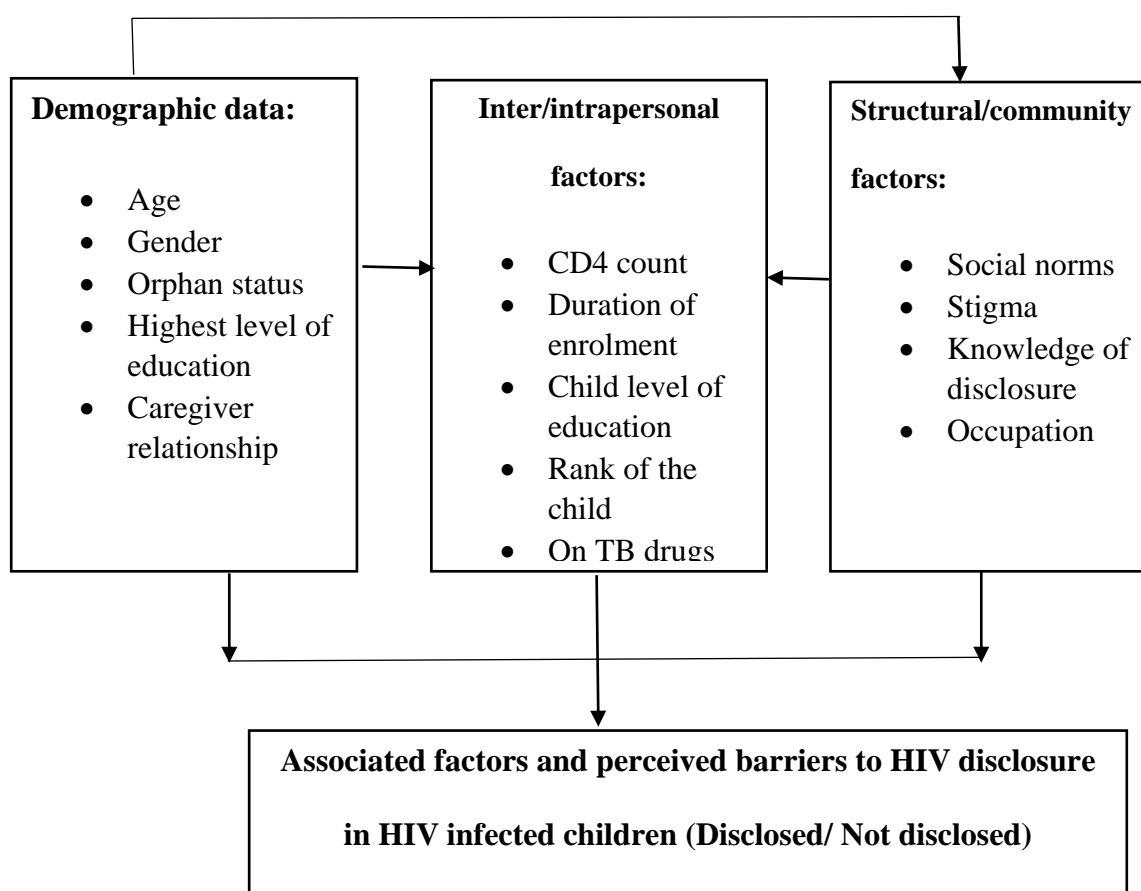 Demographic data:
• Age
• Gender
• Orphan status
• Highest level of
education
• Caregiver
relationship
Inter/intrapersonal
factors:
• CD4 count
• Duration of
enrolment
• Child level of
education
• Rank of the
child
• On TB drugs
Structural/community
factors:
• Social norms
• Stigma
• Knowledge of
disclosure
• Occupation
Associated factors and perceived barriers to HIV disclosure
in HIV infected children (Disclosed/ Not disclosed)